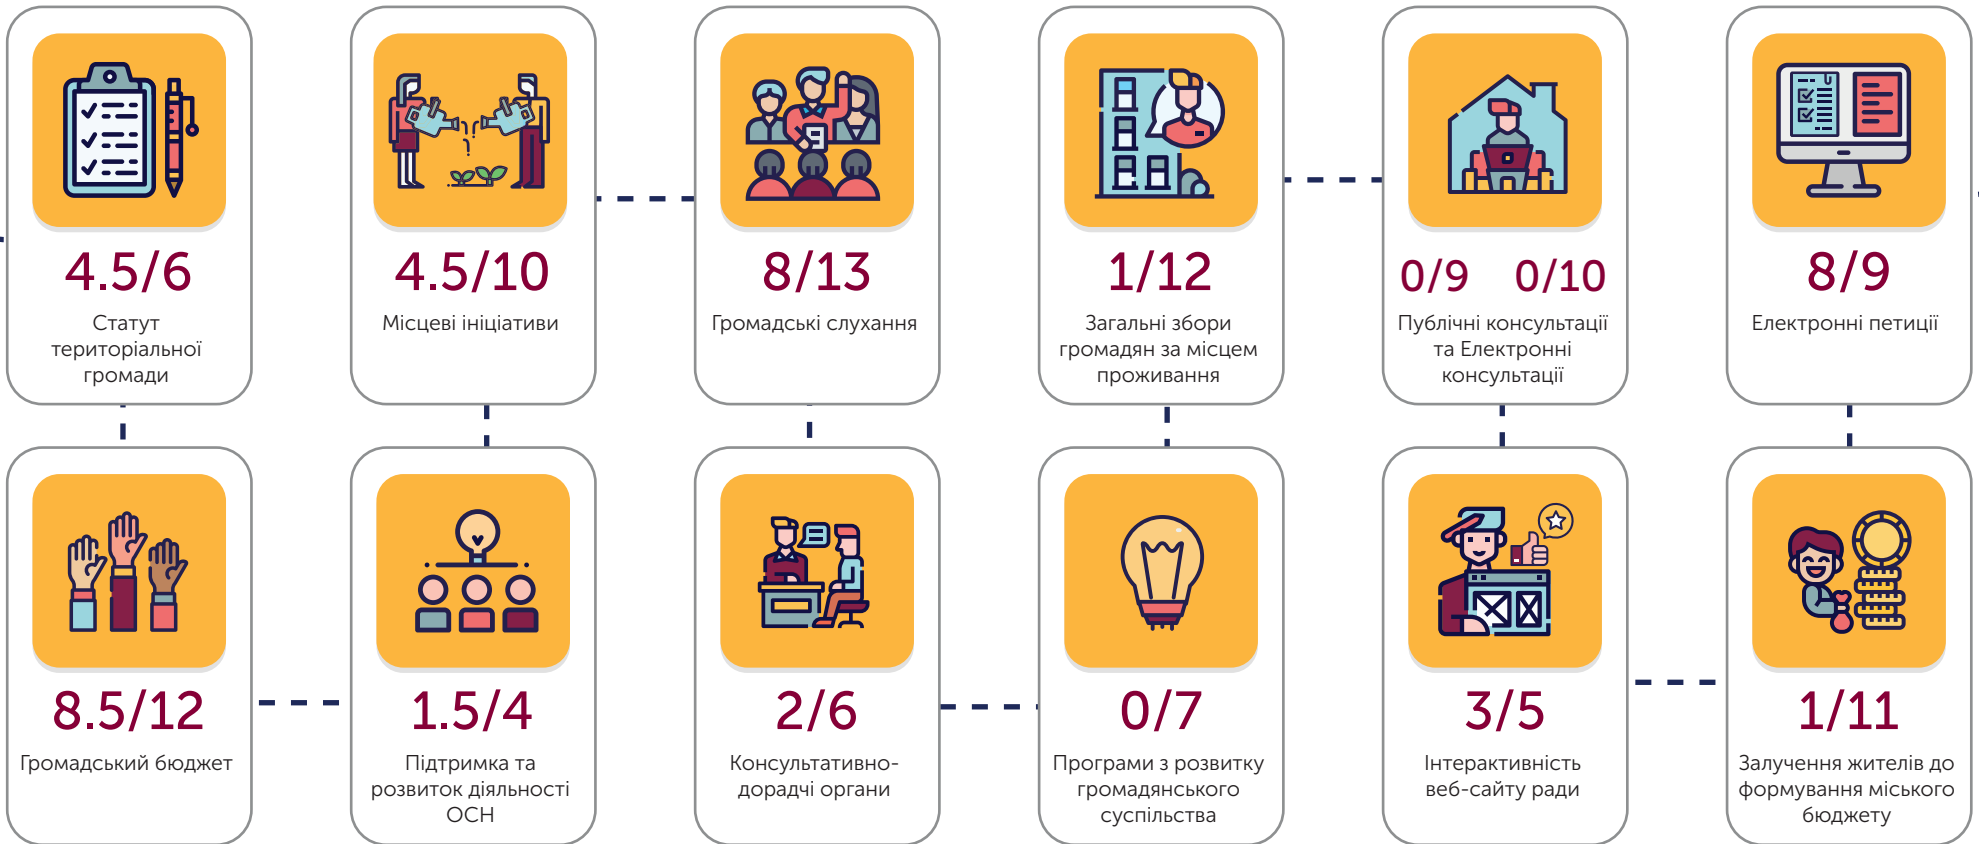 4.5/6
Статут
територіальної
громади
4.5/10
Місцеві ініціативи
8/13
Громадські слухання
1/12
Загальні збори
громадян за місцем
проживання
0/9 0/10
Публічні консультації
та Електронні
консультації
8/9
Електронні петиції
8.5/12
Громадський бюджет
1.5/4
Підтримка та
розвиток діяльності
ОСН
2/6
Консультативно-
дорадчі органи
0/7
Програми з розвитку
громадянського
суспільства
3/5
Інтерактивність
веб-сайту ради
1/11
Залучення жителів до
формування міського
бюджету